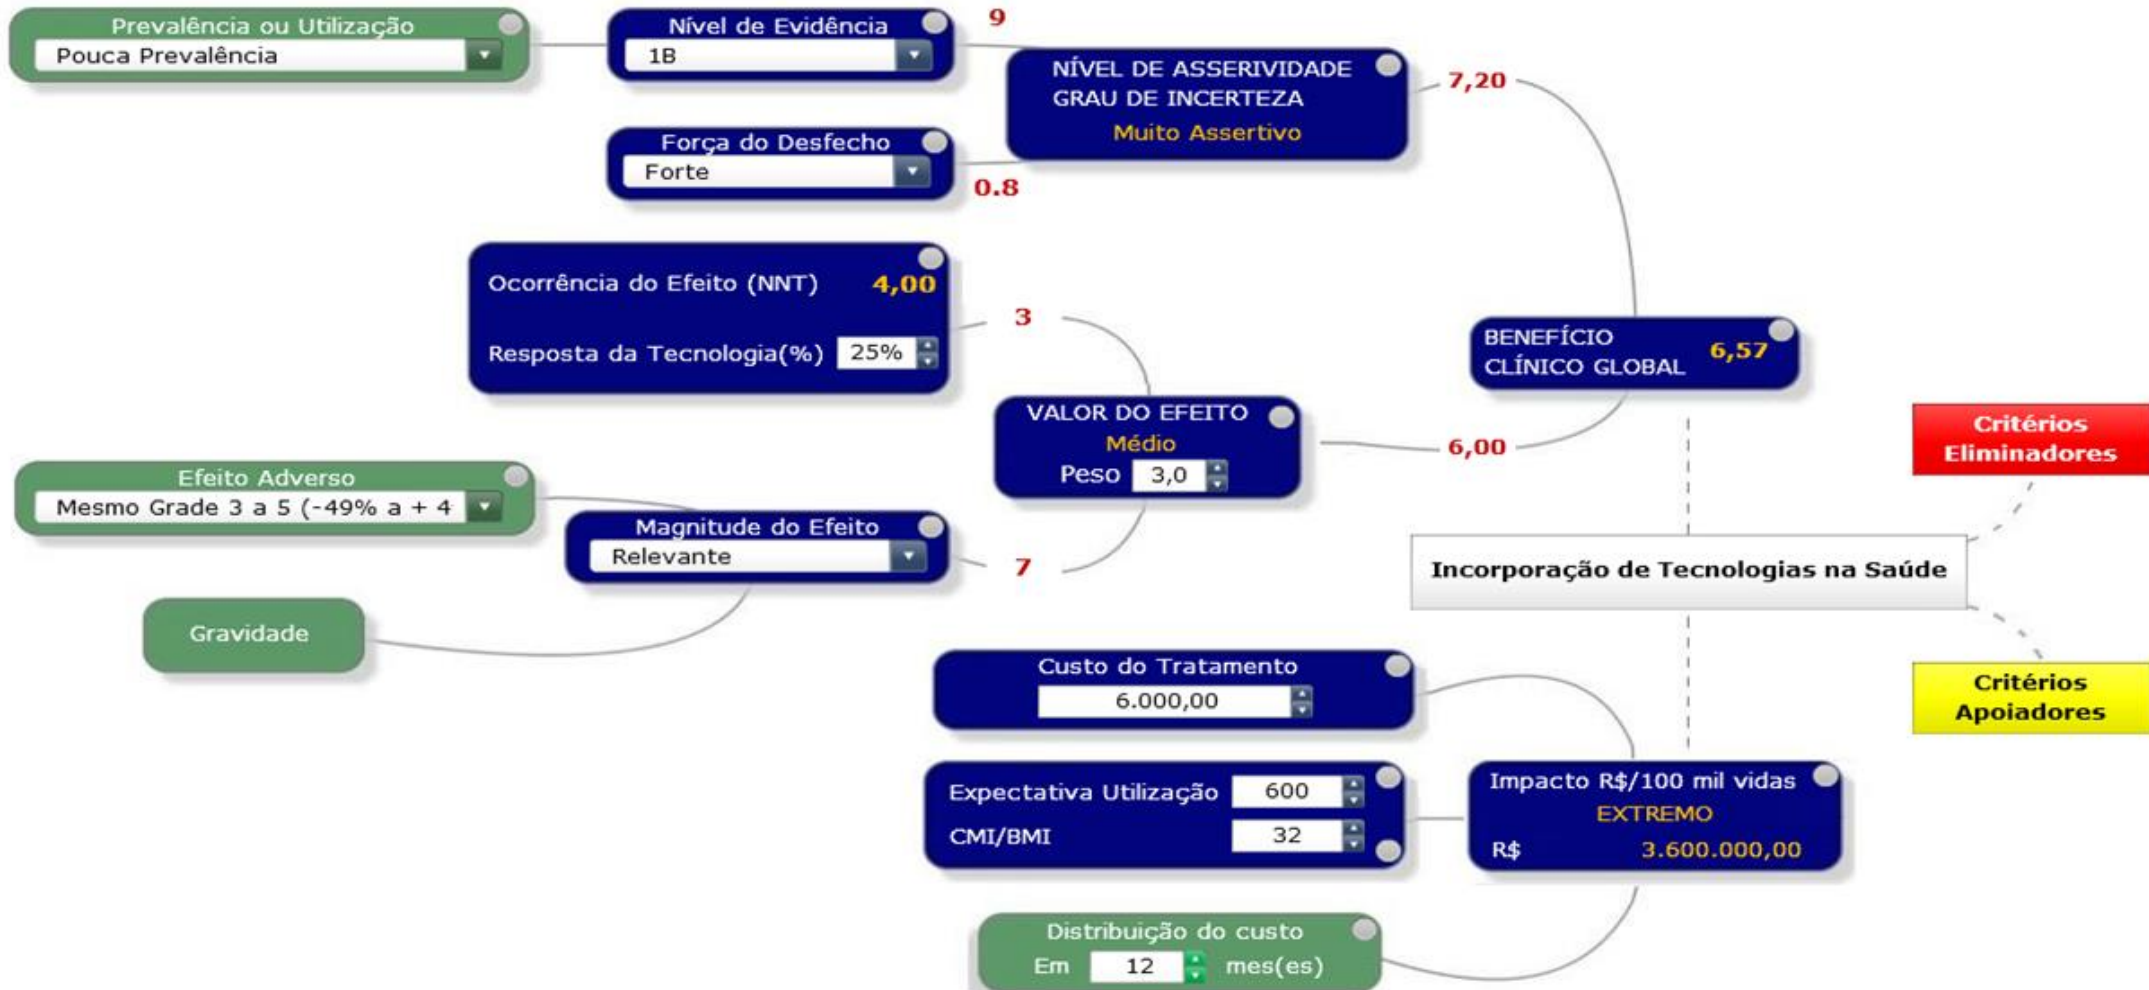 Prevalência ou Utilização
Pouca Prevalência
Nível de Evidência
1B
9
Força do Desfecho
Forte
0.8
NÍVEL DE ASSERIVIDADE
GRAU DE INCERTEZA
Muito Assertivo
7,20
Ocorrência do Efeito (NNT) 4,00
Resposta da Tecnologia(%) 25%
3
Efeito Adverso
Mesmo Grade 3 a 5 (-49% a + 4
Magnitude do Efeito
Relevante
7
Gravidade
VALOR DO EFEITO
Médio
Peso 3,0
6,00
BENEFÍCIO
CLÍNICO GLOBAL 6,57
Critérios
Eliminadores
Incorporação de Tecnologias na Saúde
Critérios
Apoiadores
Custo do Tratamento
6.000,00
Expectativa Utilização 600
CMI/BMI 32
Impacto R$/100 mil vidas
EXTREMO
R$ 3.600.000,00
Distribuição do custo
Em 12 mes(es)